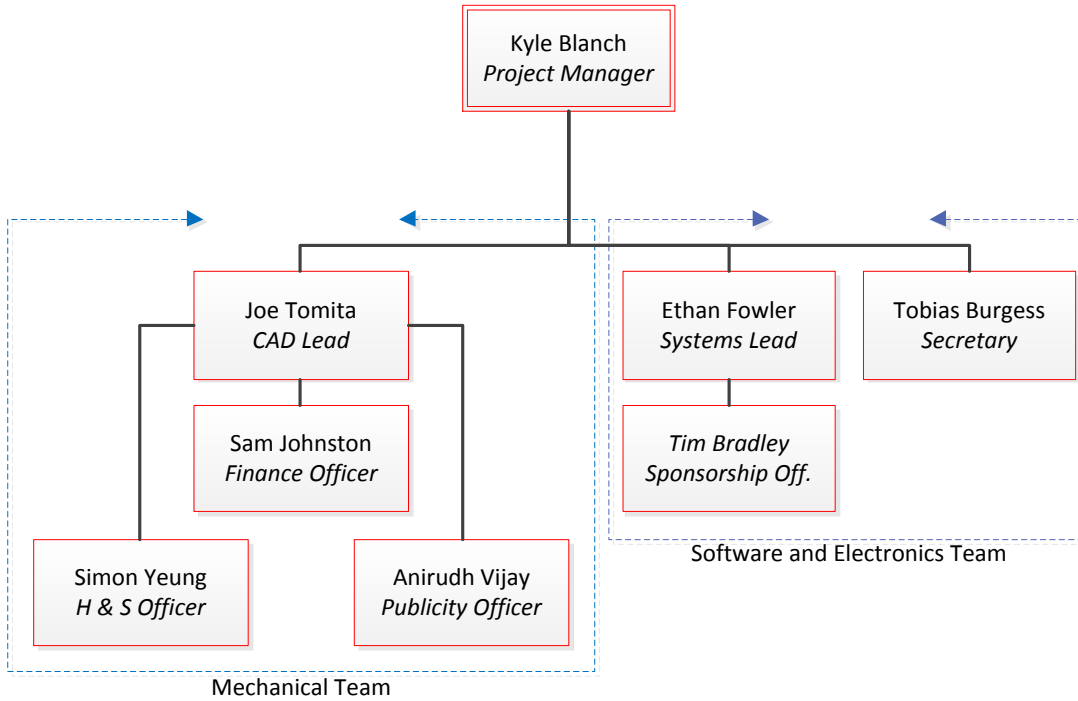 Kyle Blanch
Project Manager
Joe Tomita
CAD Lead
Ethan Fowler
Systems Lead
Tobias Burgess
Secretary
Sam Johnston
Finance Officer
Tim Bradley
Sponsorship Off.
Simon Yeung
H & S Officer
Anirudh Vijay
Publicity Officer
Software and Electronics Team
Mechanical Team